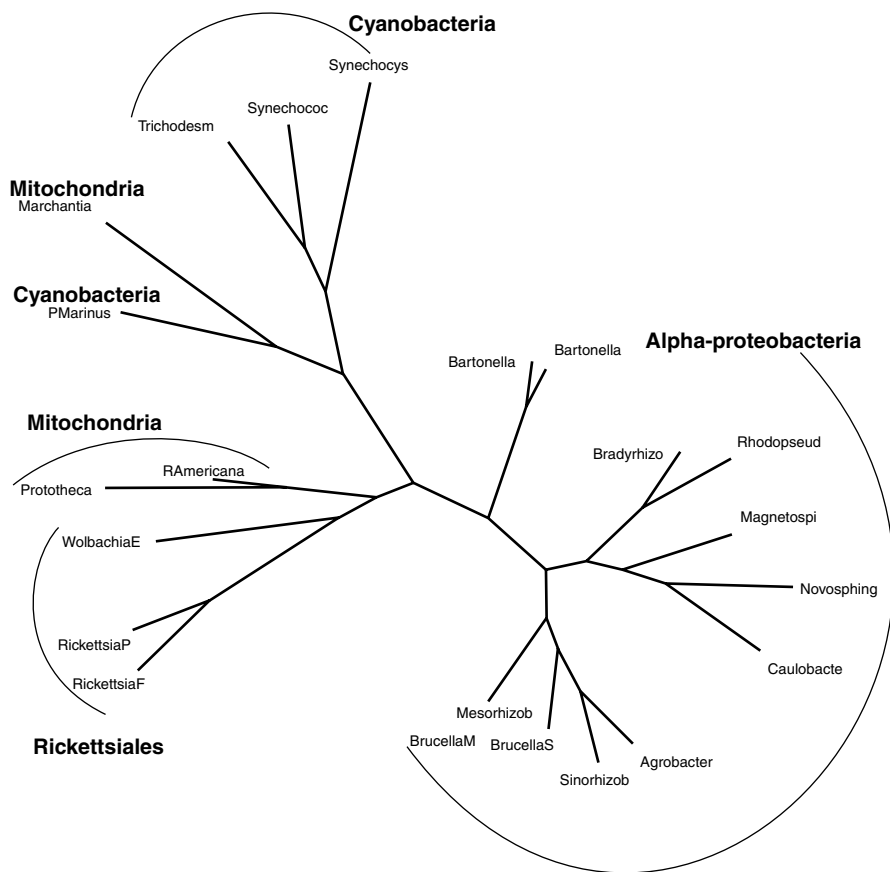 Cyanobacteria
Synechocys
Synechococ
Trichodesm
Mitochondria
Marchantia
Cyanobacteria
PMarinus
Alpha-proteobacteria
Bartonella
Bartonella
Mitochondria
Bradyrhizo
Rhodopseud
RAmericana
Prototheca
Magnetospi
WolbachiaE
Novosphing
RickettsiaP
Caulobacte
RickettsiaF
Mesorhizob
Rickettsiales
BrucellaM
BrucellaS
Agrobacter
Sinorhizob